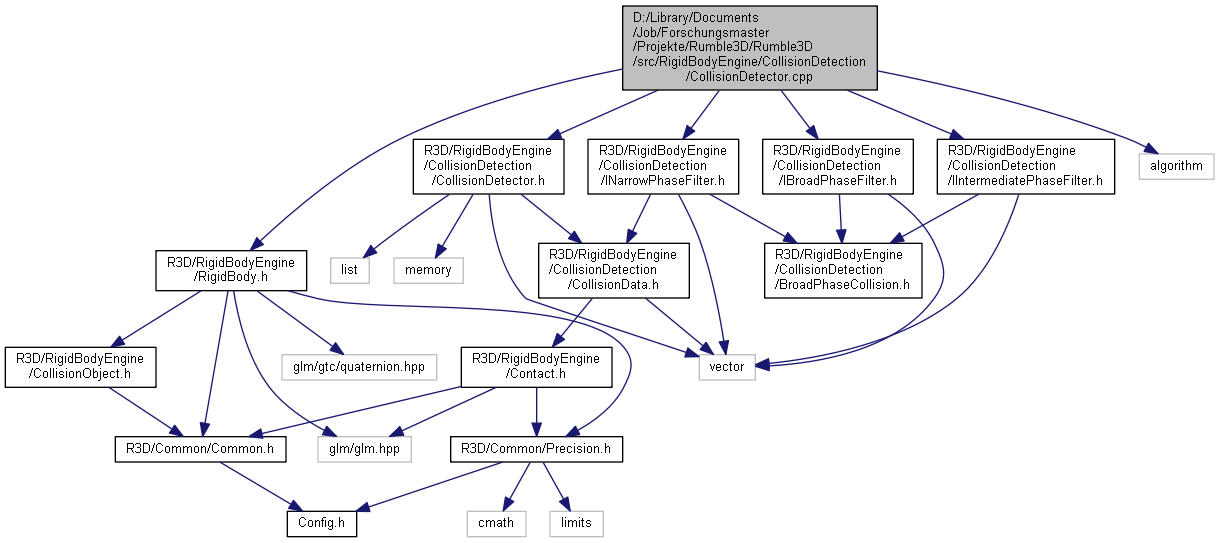 D:/Library/Documents
/Job/Forschungsmaster
/Projekte/Rumble3D/Rumble3D
/src/RigidBodyEngine/CollisionDetection
/CollisionDetector.cpp
R3D/RigidBodyEngine
/CollisionDetection
/CollisionDetector.h
R3D/RigidBodyEngine
/CollisionDetection
/INarrowPhaseFilter.h
R3D/RigidBodyEngine
/CollisionDetection
/IBroadPhaseFilter.h
R3D/RigidBodyEngine
/CollisionDetection
/IIntermediatePhaseFilter.h
algorithm
R3D/RigidBodyEngine
/RigidBody.h
list
memory
R3D/RigidBodyEngine
/CollisionDetection
/CollisionData.h
R3D/RigidBodyEngine
/CollisionDetection
/BroadPhaseCollision.h
R3D/RigidBodyEngine
/CollisionObject.h
glm/gtc/quaternion.hpp
R3D/RigidBodyEngine
/Contact.h
vector
R3D/Common/Common.h
glm/glm.hpp
R3D/Common/Precision.h
Config.h
cmath
limits